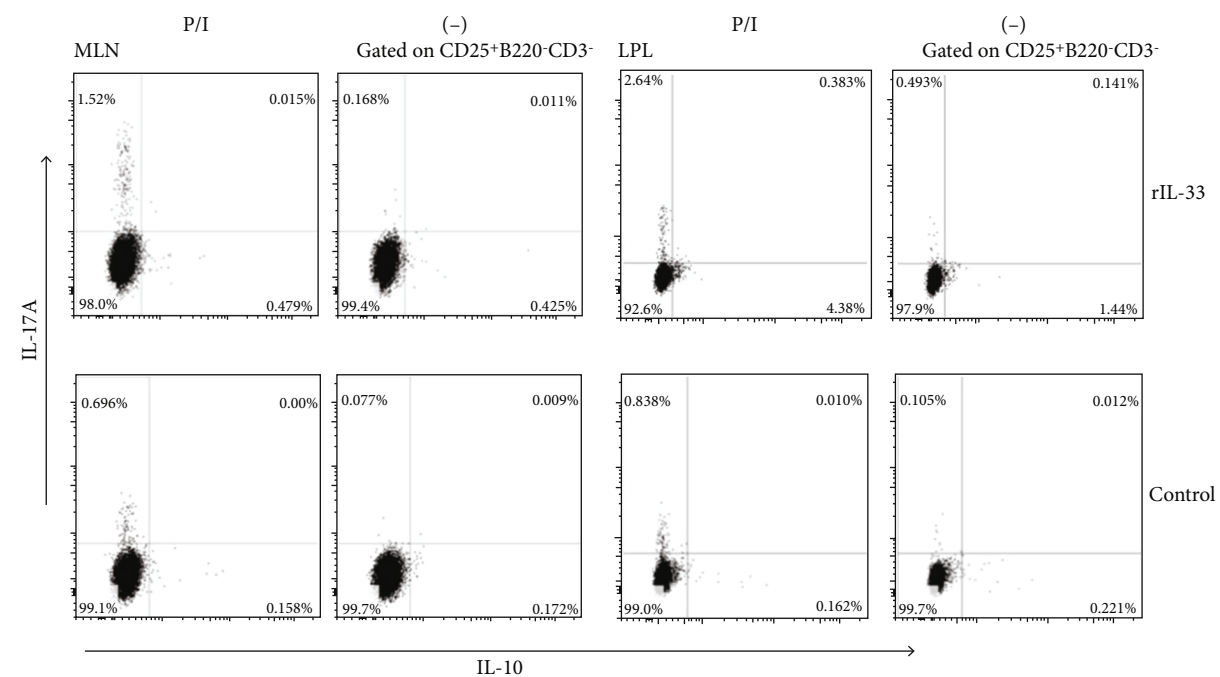 P/I (–) P/I (–)
MLN Gated on CD25+B220-CD3- LPL Gated on CD25+B220-CD3-
1.52% 0.015% 0.168% 0.011% 2.64% 0.383% 0.493% 0.141%
rIL-33
98.0% 0.479% 99.4% 0.425% 92.6% 4.38% 97.9% 1.44%
IL-17A
0.696% 0.00% 0.077% 0.009% 0.838% 0.010% 0.105% 0.012%
Control
99.1% 0.158% 99.7% 0.172% 99.0% 0.162% 99.7% 0.221%
IL-10